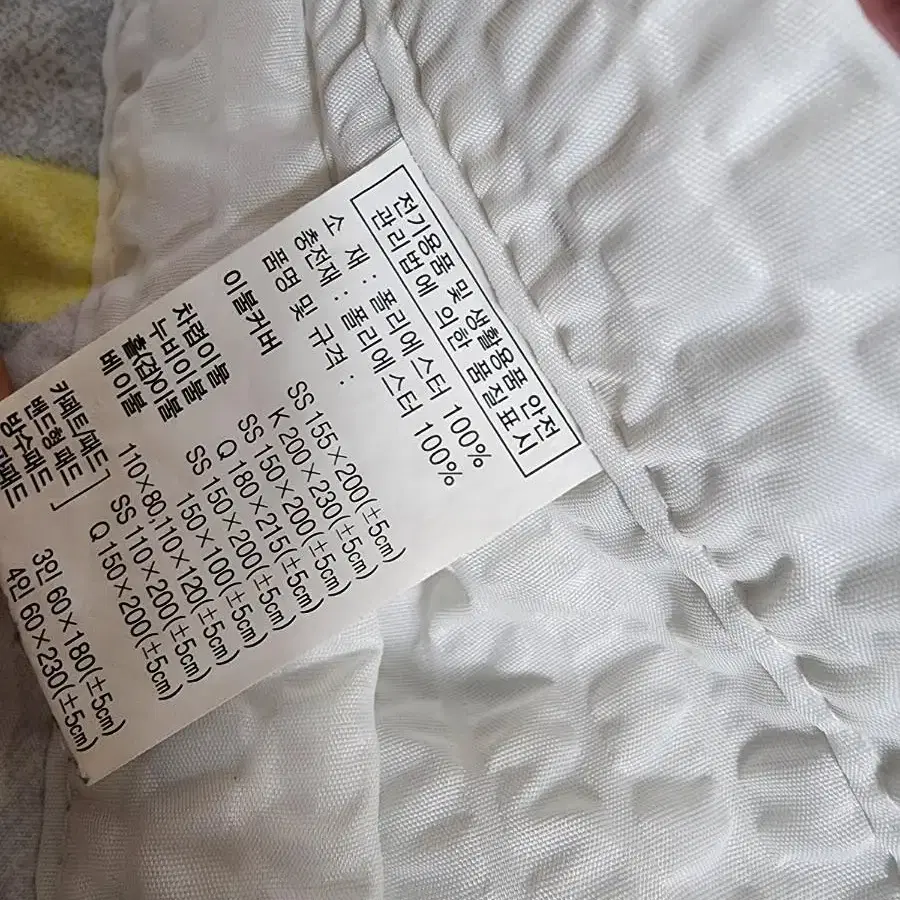 전기용품 및 생활용품 안전
관리법에 의한 품질표시
소 재 : 폴리에스터 100%
충전재 : 폴리에스터 100%
품명 및 규격 :
이불커버 SS 155×200(±5cm)
K 200×230(±5cm)
차렵이불 SS 150×200(±5cm)
누비이불 Q 180×215(±5cm)
홑(겹)이불 SS 150×200(±5cm)
베이불 150×100(±5cm)
110×80,110×120(±5cm)
카페트패드 SS 110×200(±5cm)
밴드형패드 Q 150×200(±5cm)
방수패드 3인 60×180(±5cm)
패드 4인 60×230(±5cm)